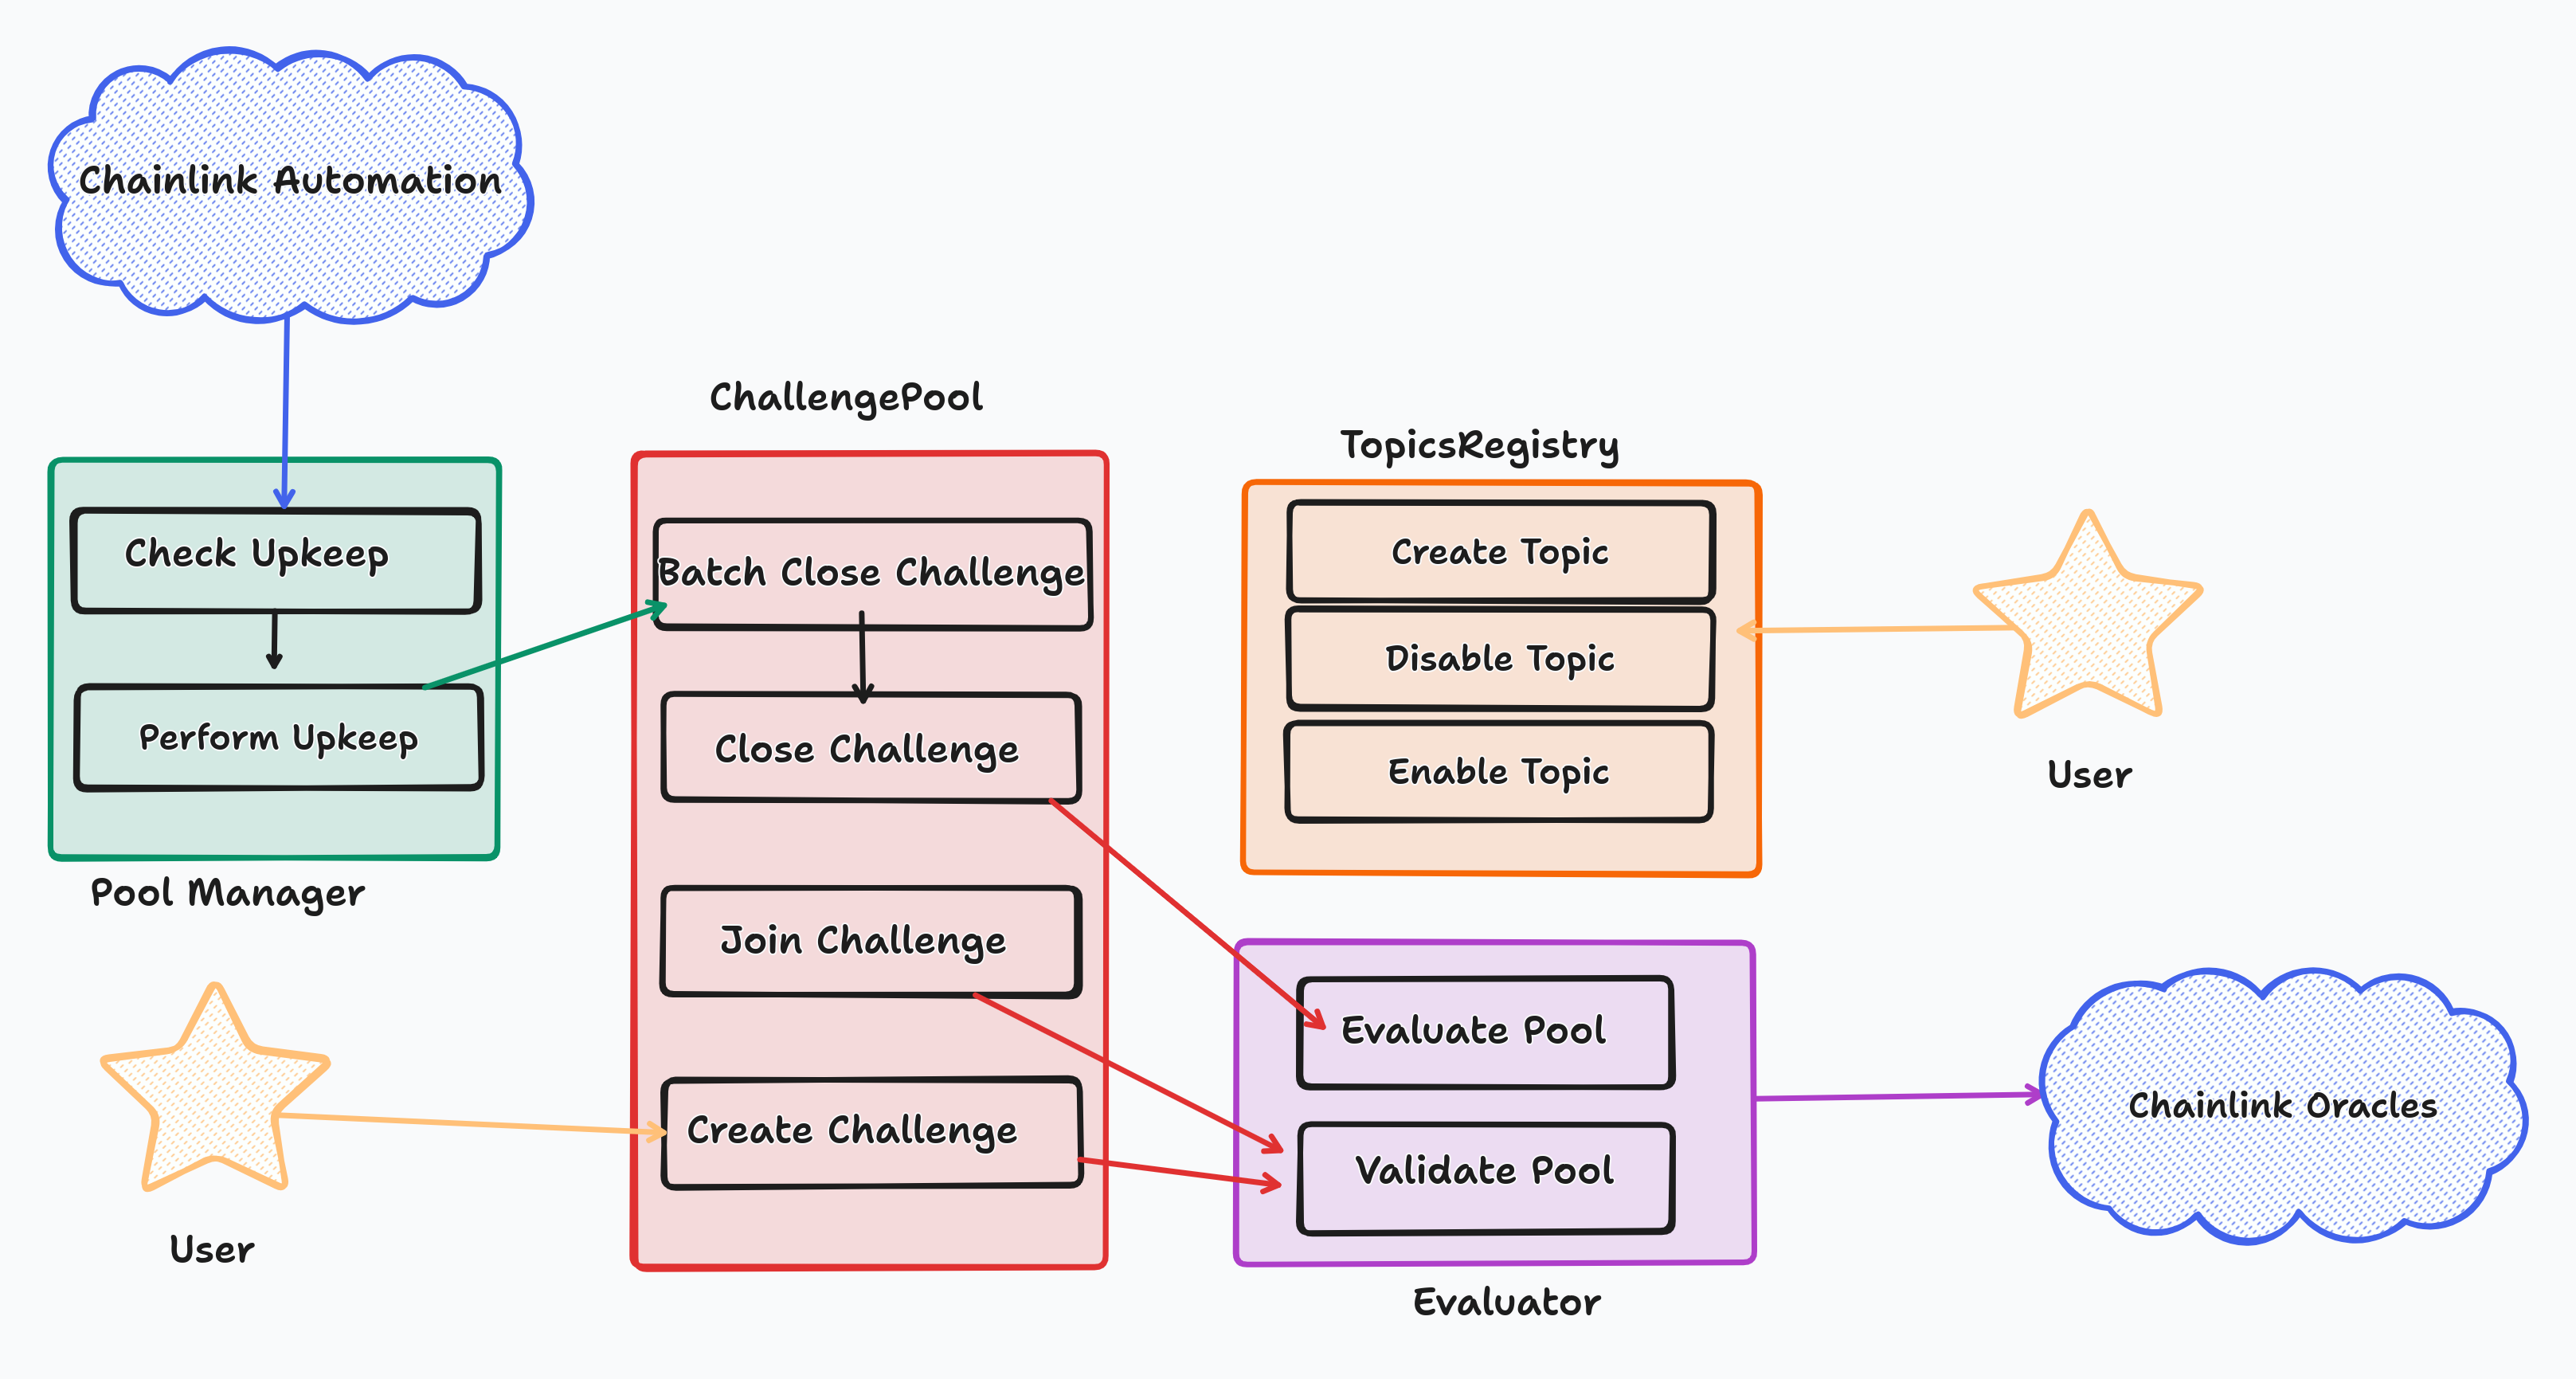 Chainlink Automation
Check Upkeep
Perform Upkeep
Pool Manager
User
ChallengePool
Batch Close Challenge
Close Challenge
Join Challenge
Create Challenge
TopicsRegistry
Create Topic
Disable Topic
Enable Topic
User
Evaluate Pool
Validate Pool
Evaluator
Chainlink Oracles